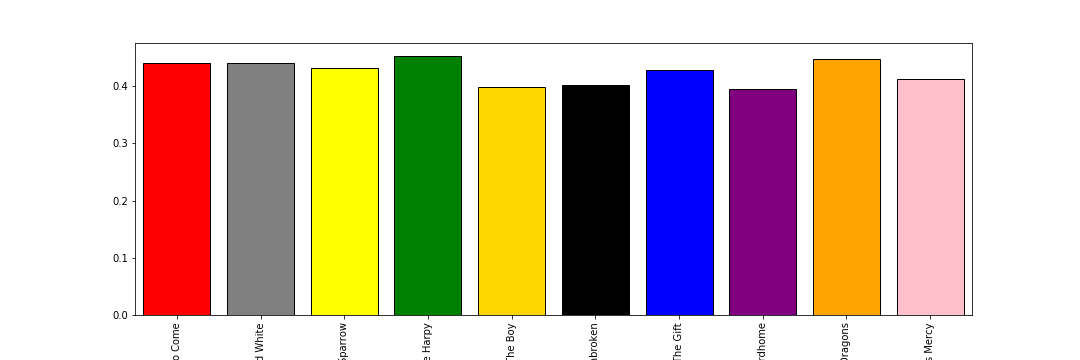 0.4
0.3
0.2
0.1
0.0
o Come
d White
Sparrow
e Harpy
The Boy
nbroken
The Gift
rdhome
Dragons
s Mercy